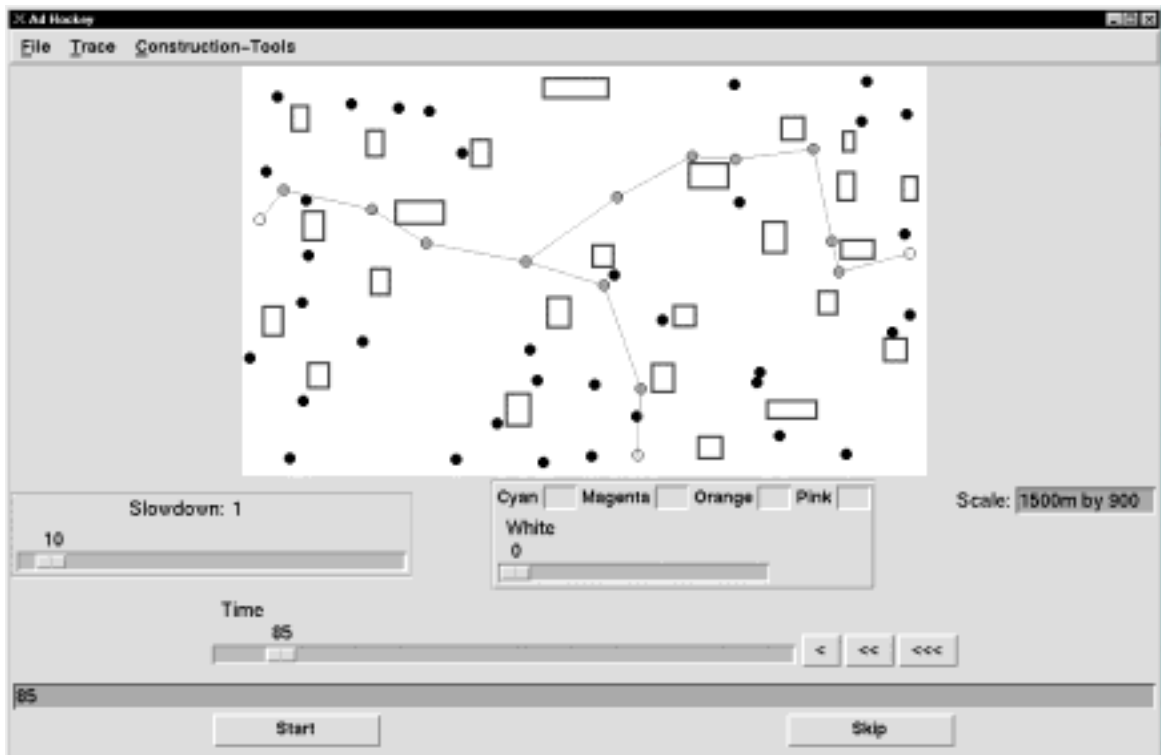 Ad Hockey
File Trace Construction-Tools
Slowdown: 1
10
Cyan Magenta Orange Pink
White
0
Scale: 1500m by 900
Time
85
< << <<<
85
Start Skip